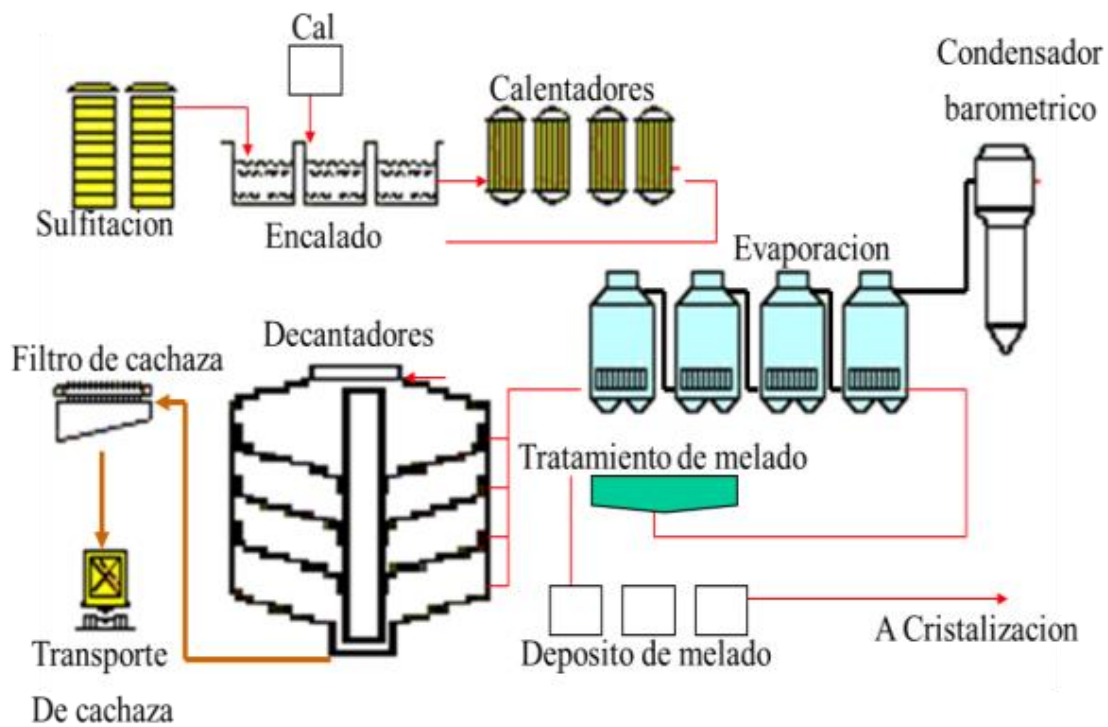 Cal
Condensador
barometrico
Calentadores
Sulfitacion
Encalado
Evaporacion
Decantadores
Filtro de cachaza
Tratamiento de melado
Transporte
De cachaza
Deposito de melado
A Cristalizacion